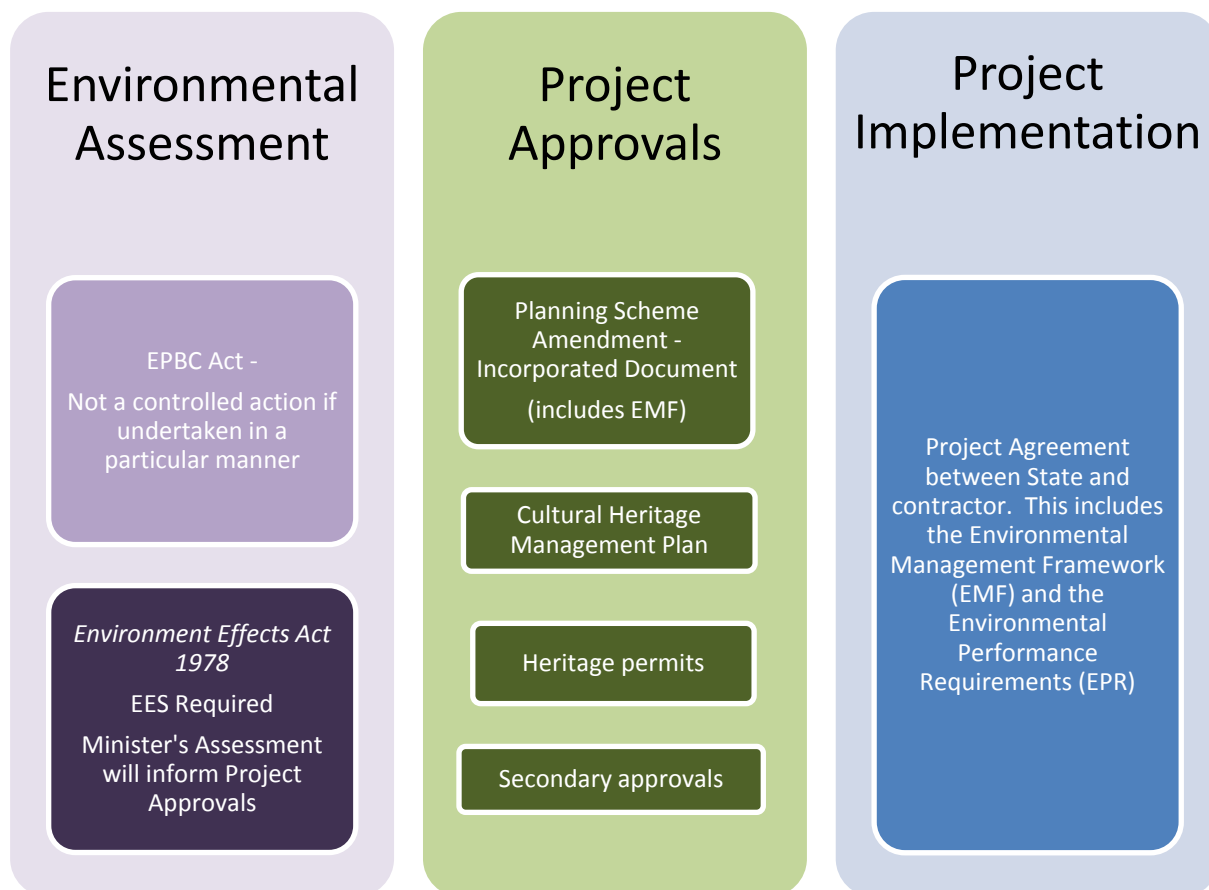 Environmental
Assessment
EPBC Act -
Not a controlled action if
undertaken in a
particular manner
Environment Effects Act
1978
EES Required
Minister's Assessment
will inform Project
Approvals
Project
Approvals
Planning Scheme
Amendment -
Incorporated Document
(includes EMF)
Cultural Heritage
Management Plan
Heritage permits
Secondary approvals
Project
Implementation
Project Agreement
between State and
contractor.  This includes
the Environmental
Management Framework
(EMF) and the
Environmental
Performance
Requirements (EPR)